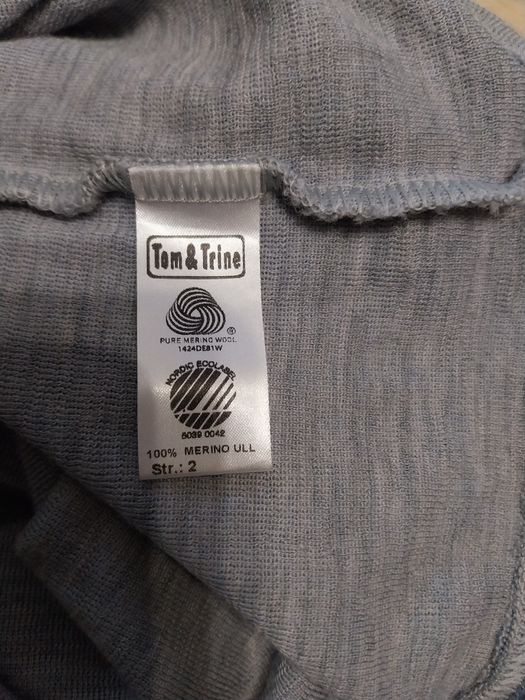 Tom & Trine
PURE MERINO WOOL
1424DE81W
NORDIC ECOLABEL
5039 0042
100% MERINO ULL
Str.: 2